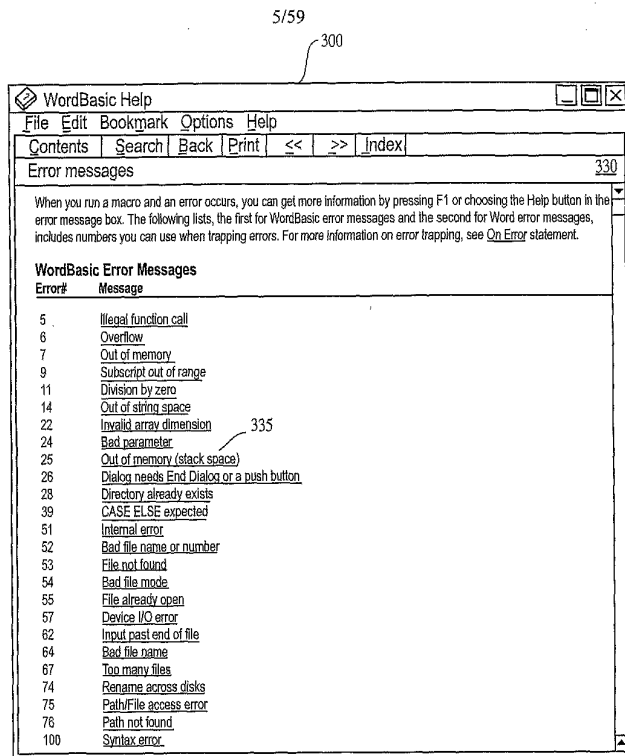 5/59
300
WordBasic Help
File Edit Bookmark Options Help
Contents Search Back Print << >> Index
Error messages 330
When you run a macro and an error occurs, you can get more information by pressing F1 or choosing the Help button in the
error message box. The following lists, the first for WordBasic error messages and the second for Word error messages,
includes numbers you can use when trapping errors. For more information on error trapping, see On Error statement.
WordBasic Error Messages
Error# Message
5 Illegal function call
6 Overflow
7 Out of memory
9 Subscript out of range
11 Division by zero
14 Out of string space
22 Invalid array dimension 335
24 Bad parameter
25 Out of memory (stack space)
26 Dialog needs End Dialog or a push button
28 Directory already exists
39 CASE ELSE expected
51 Internal error
52 Bad file name or number
53 File not found
54 Bad file mode
55 File already open
57 Device I/O error
62 Input past end of file
64 Bad file name
67 Too many files
74 Rename across disks
75 Path/File access error
76 Path not found
100 Syntax error